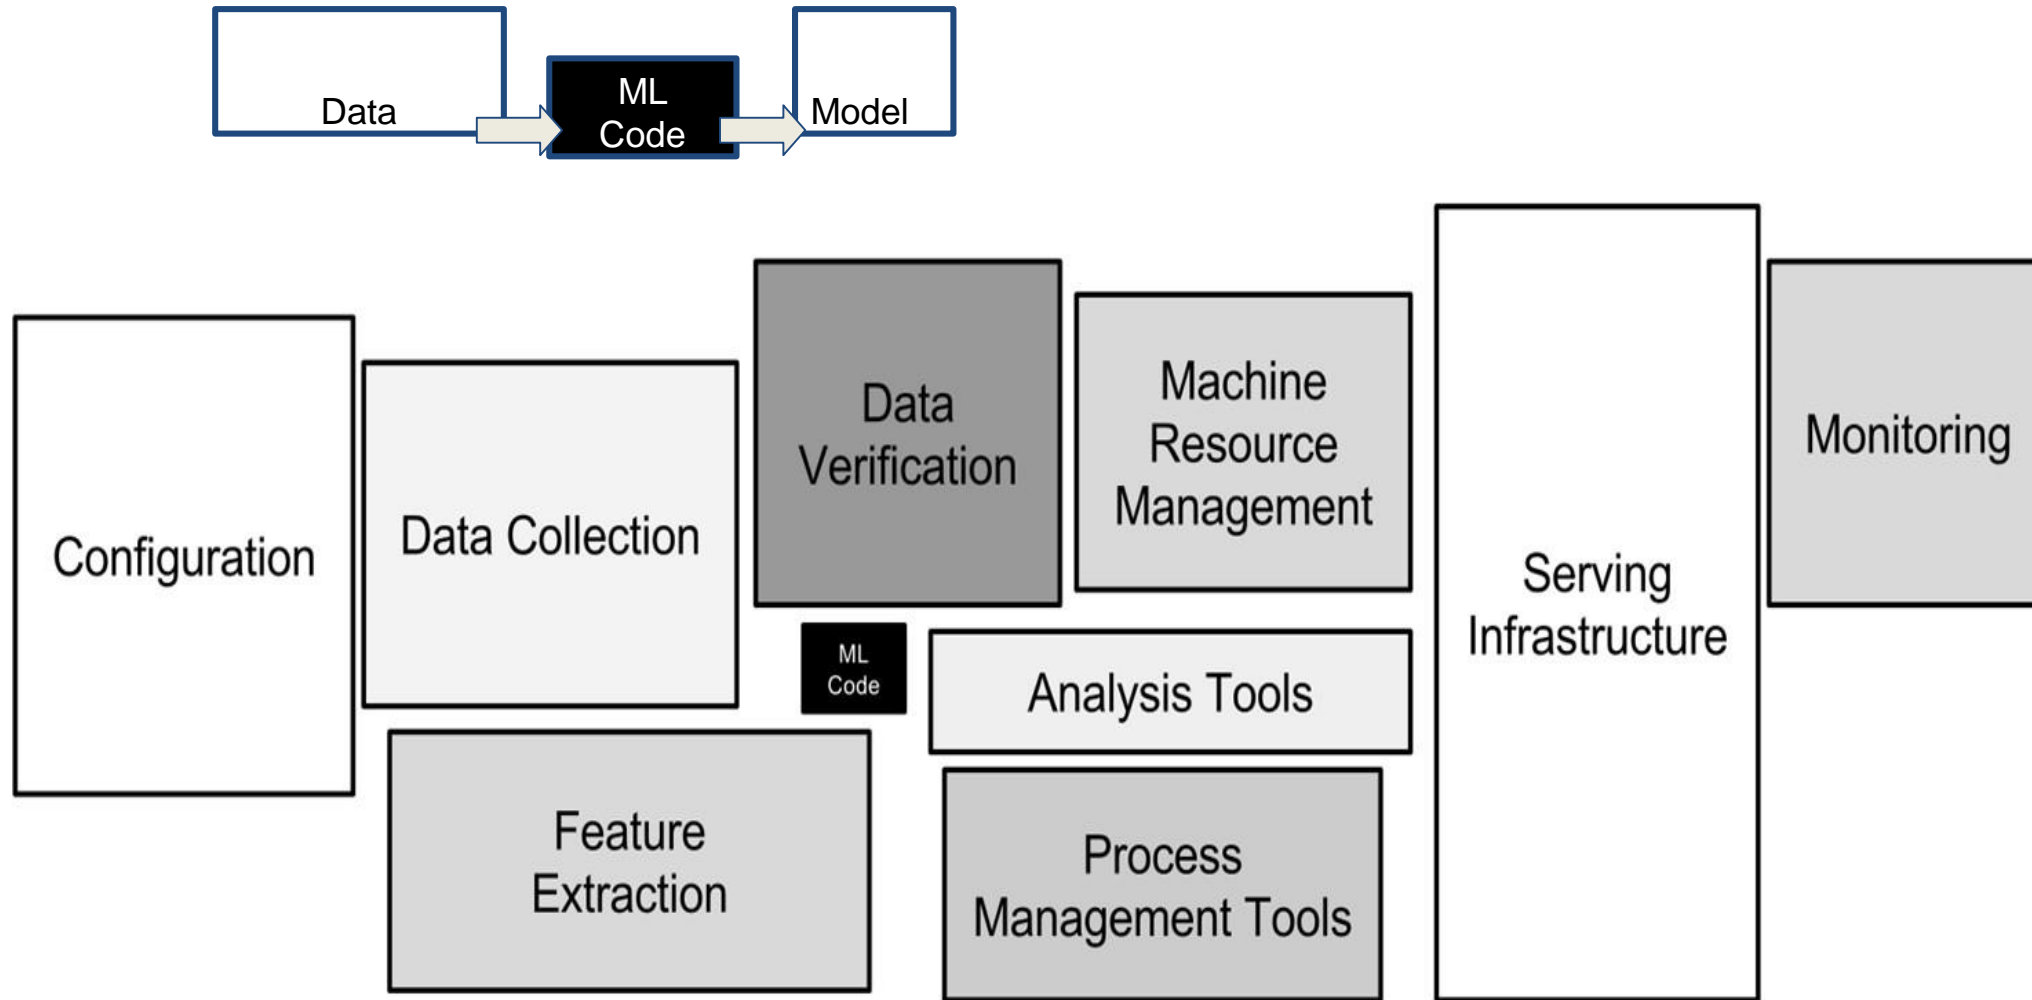 Data
ML
Code
Model
Configuration
Data Collection
Data
Verification
Machine
Resource
Management
Serving
Infrastructure
Monitoring
ML
Code
Analysis Tools
Feature
Extraction
Process
Management Tools